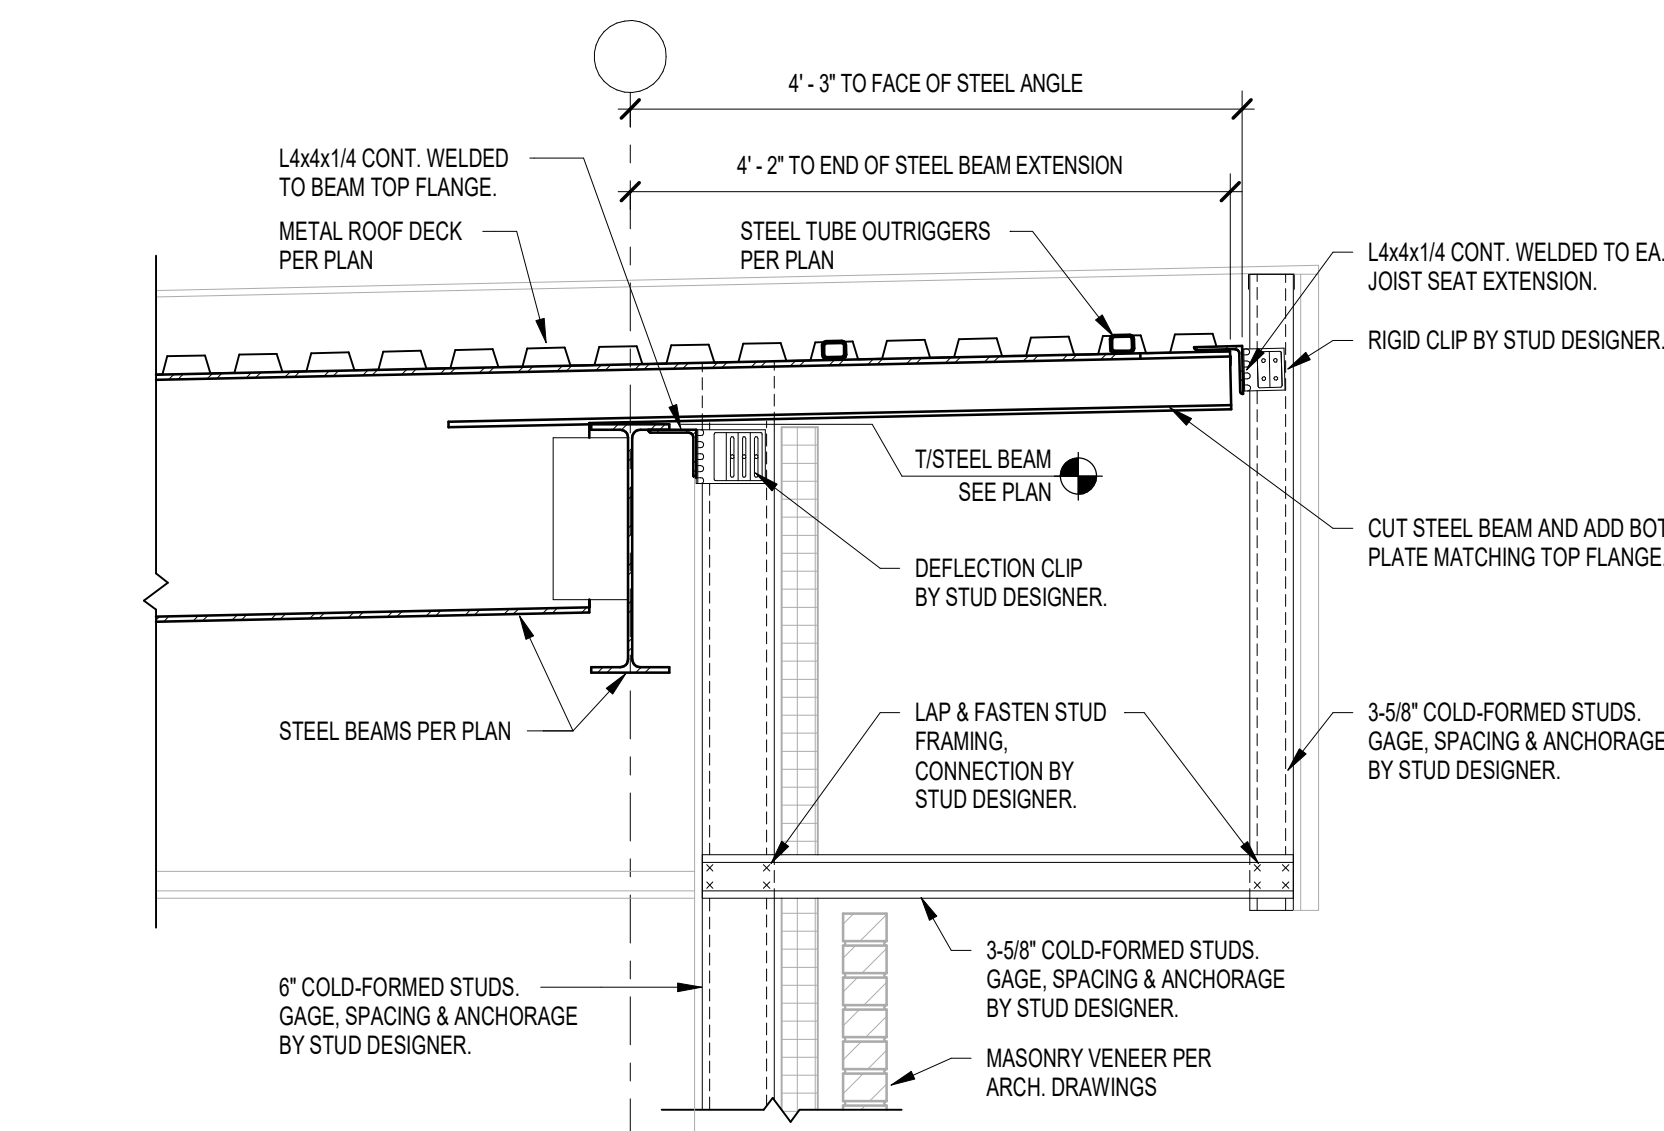 4' - 3" TO FACE OF STEEL ANGLE
4' - 2" TO END OF STEEL BEAM EXTENSION
L4x4x1/4 CONT. WELDED
TO BEAM TOP FLANGE.
METAL ROOF DECK
PER PLAN
STEEL TUBE OUTRIGGERS
PER PLAN
L4x4x1/4 CONT. WELDED TO EA.
JOIST SEAT EXTENSION.
RIGID CLIP BY STUD DESIGNER.
T/STEEL BEAM
SEE PLAN
CUT STEEL BEAM AND ADD BOT
PLATE MATCHING TOP FLANGE.
DEFLECTION CLIP
BY STUD DESIGNER.
STEEL BEAMS PER PLAN
LAP & FASTEN STUD
FRAMING,
CONNECTION BY
STUD DESIGNER.
3-5/8" COLD-FORMED STUDS.
GAGE, SPACING & ANCHORAGE
BY STUD DESIGNER.
6" COLD-FORMED STUDS.
GAGE, SPACING & ANCHORAGE
BY STUD DESIGNER.
3-5/8" COLD-FORMED STUDS.
GAGE, SPACING & ANCHORAGE
BY STUD DESIGNER.
MASONRY VENEER PER
ARCH. DRAWINGS